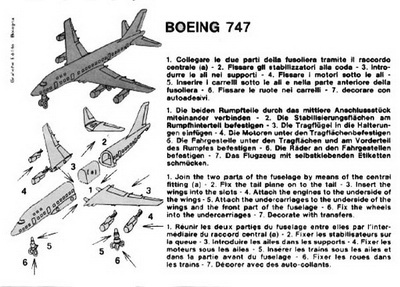 BOEING 747
1. Collegare le due parti della fusoliera tramite il raccordo
centrale (a) - 2. Fissare gli stabilizzatori alla coda - 3. Intro-
durre le ali nei supporti - 4. Fissare i motori sotto le ali -
5. Inserire i carrelli sotto le ali e nella parte anteriore della
fusoliera - 6. Fissare le ruote nei carrelli - 7. decorare con
autoadesivi.
1. Die beiden Rumpfteile durch das mittlere Anschlusstück
miteinander verbinden - 2. Die Stabilisierungsflächen am
Rumpfhinterteil befestigen - 3. Die Tragflügel in die Halterun-
gen einfügen - 4. Die Motoren unter den Tragflächenbefestigen
5. Die Fahrgestelle unter den Tragflächen und am Vorderteil
des Rumpfes befestigen - 6. Die Räder an den Fahrgestellen
befestigen - 7. Das Flugzeug mit selbstklebenden Etiketten
schmücken.
1. Join the two parts of the fuselage by means of the central
fitting (a) - 2. Fix the tail plane on to the tail - 3. Insert the
wings into the slots - 4. Attach the engines to the underside of
the wings - 5. Attach the undercarriages to the underside of the
wings and the front part of the fuselage - 6. Fix the wheels
into the undercarriages - 7. Decorate with transfers.
1. Réunir les deux parties du fuselage entre elles par l'inter-
médiaire du raccord central (a) - 2. Fixer les stabilisateurs sur
la queue - 3. Introduire les ailes dans les supports - 4. Fixer les
moteurs sous les ailes - 5. Inserer les trains sous les ailes et
dans la partie avant du fuselage - 6. Fixer les roues dans
les trains - 7. Décorer avec des auto-collants.
2
1
(a)
3
4
4
5
5
6
6